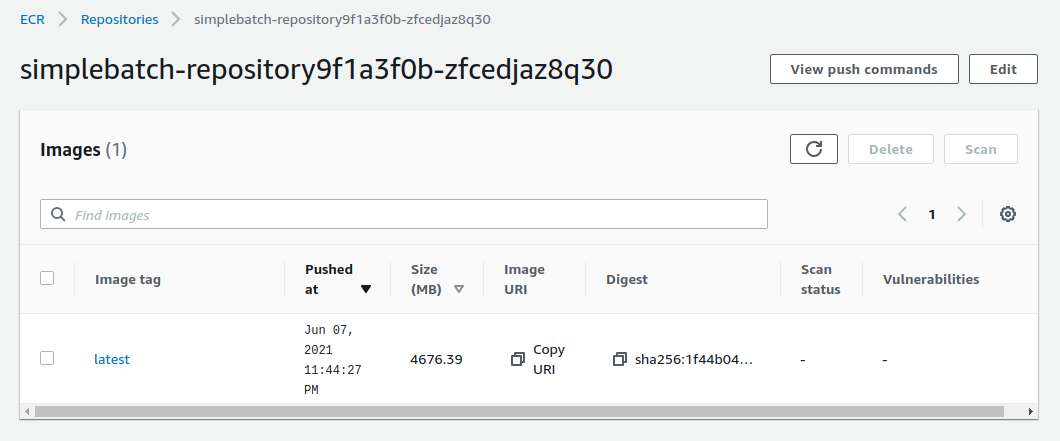 ECR Repositories simplebatch-repository9f1a3f0b-zfcedjaz8q30
simplebatch-repository9f1a3f0b-zfcedjaz8q30 View push commands Edit
Images (1) Delete Scan
Find images 1
Image tag Pushed at Size (MB) Image URI Digest Scan status Vulnerabilities
latest Jun 07, 2021 11:44:27 PM 4676.39 Copy URI sha256:1f44b04... - -